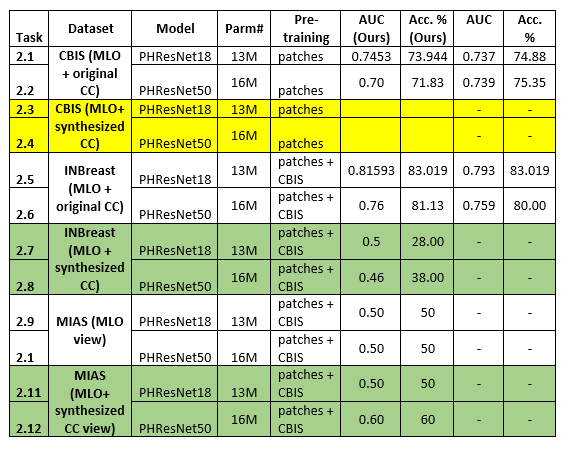 Task Dataset Model Parm# Pre-training AUC (Ours) Acc. % (Ours) AUC Acc. %
2.1 CBIS (MLO + original CC) PHResNet18 13M patches 0.7453 73.944 0.737 74.88
2.2 PHResNet50 16M patches 0.70 71.83 0.739 75.35
2.3 CBIS (MLO+ synthesized CC) PHResNet18 13M patches - -
2.4 PHResNet50 16M patches - -
2.5 INBreast (MLO + original CC) PHResNet18 13M patches + CBIS 0.81593 83.019 0.793 83.019
2.6 PHResNet50 16M patches + CBIS 0.76 81.13 0.759 80.00
2.7 INBreast (MLO + synthesized CC) PHResNet18 13M patches + CBIS 0.5 28.00 - -
2.8 PHResNet50 16M patches + CBIS 0.46 38.00 - -
2.9 MIAS (MLO view) PHResNet18 13M patches + CBIS 0.50 50 - -
2.1 PHResNet50 16M patches + CBIS 0.50 50 - -
2.11 MIAS (MLO+ synthesized CC view) PHResNet18 13M patches + CBIS 0.50 50 - -
2.12 PHResNet50 16M patches + CBIS 0.60 60 - -